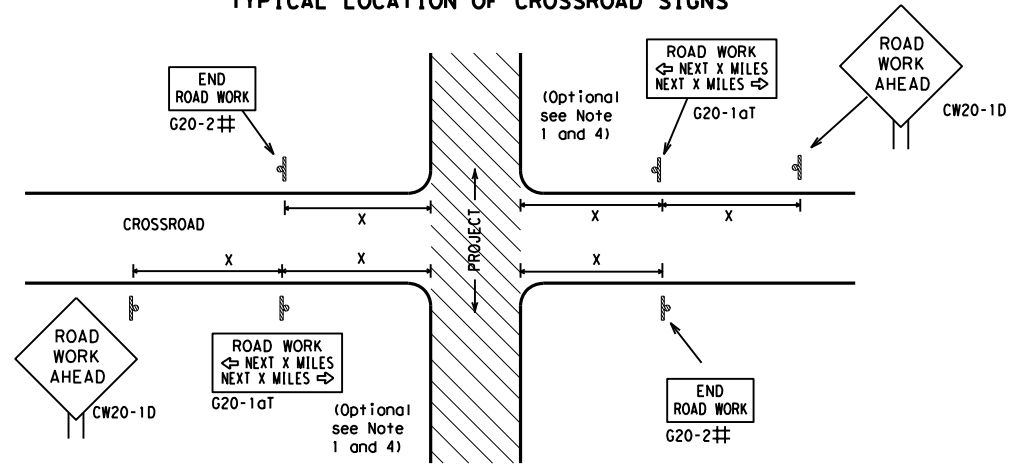 TYPICAL LOCATION OF CROSSROAD SIGNS
END
ROAD WORK
G20-2#
(Optional
see Note
1 and 4)
ROAD WORK
⇦ NEXT X MILES
NEXT X MILES ⇨
G20-1aT
ROAD
WORK
AHEAD
CW20-1D
X
X
X
CROSSROAD
PROJECT
X
X
X
ROAD
WORK
AHEAD
CW20-1D
ROAD WORK
⇦ NEXT X MILES
NEXT X MILES ⇨
G20-1aT
(Optional
see Note
1 and 4)
END
ROAD WORK
G20-2#